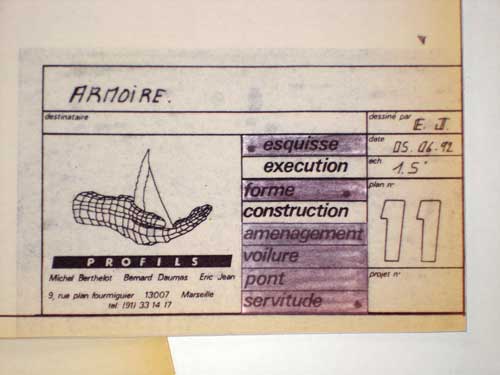 ARMOIRE.
destinataire
dessiné par
E. J.
date
05.06.92
ech
1.5
plan n°
11
projet n°
esquisse
execution
forme
construction
amenagement
voilure
pont
servitude
PROFILS
Michel Berthelot Bernard Daumas Eric Jean
9, rue plan fourmiguier 13007 Marseille
tel. (91) 33 14 17